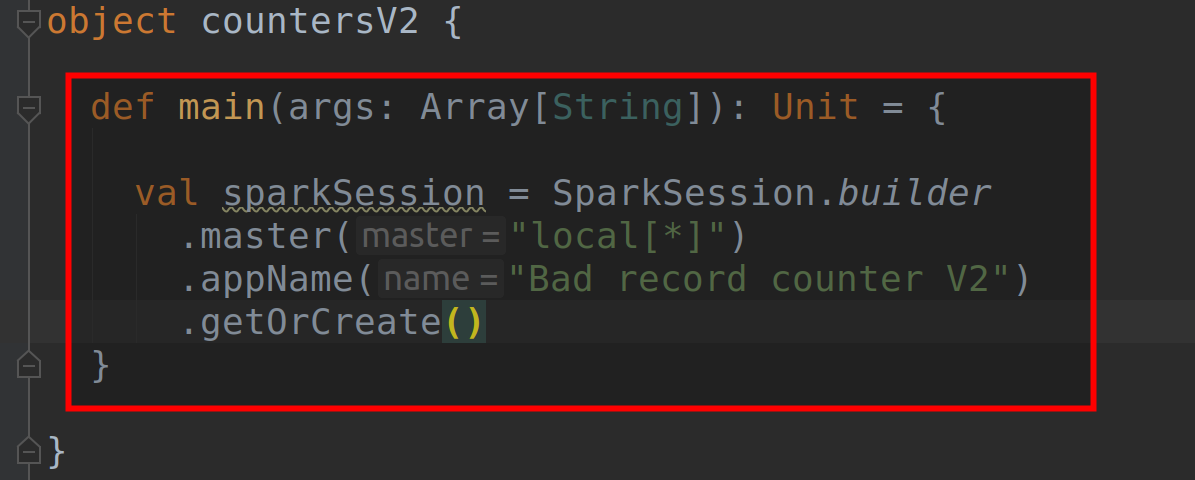 object countersV2 {
def main(args: Array[String]): Unit = {
val sparkSession = SparkSession.builder
.master( master = "local[*]")
.appName( name = "Bad record counter V2")
.getOrCreate()
}
}